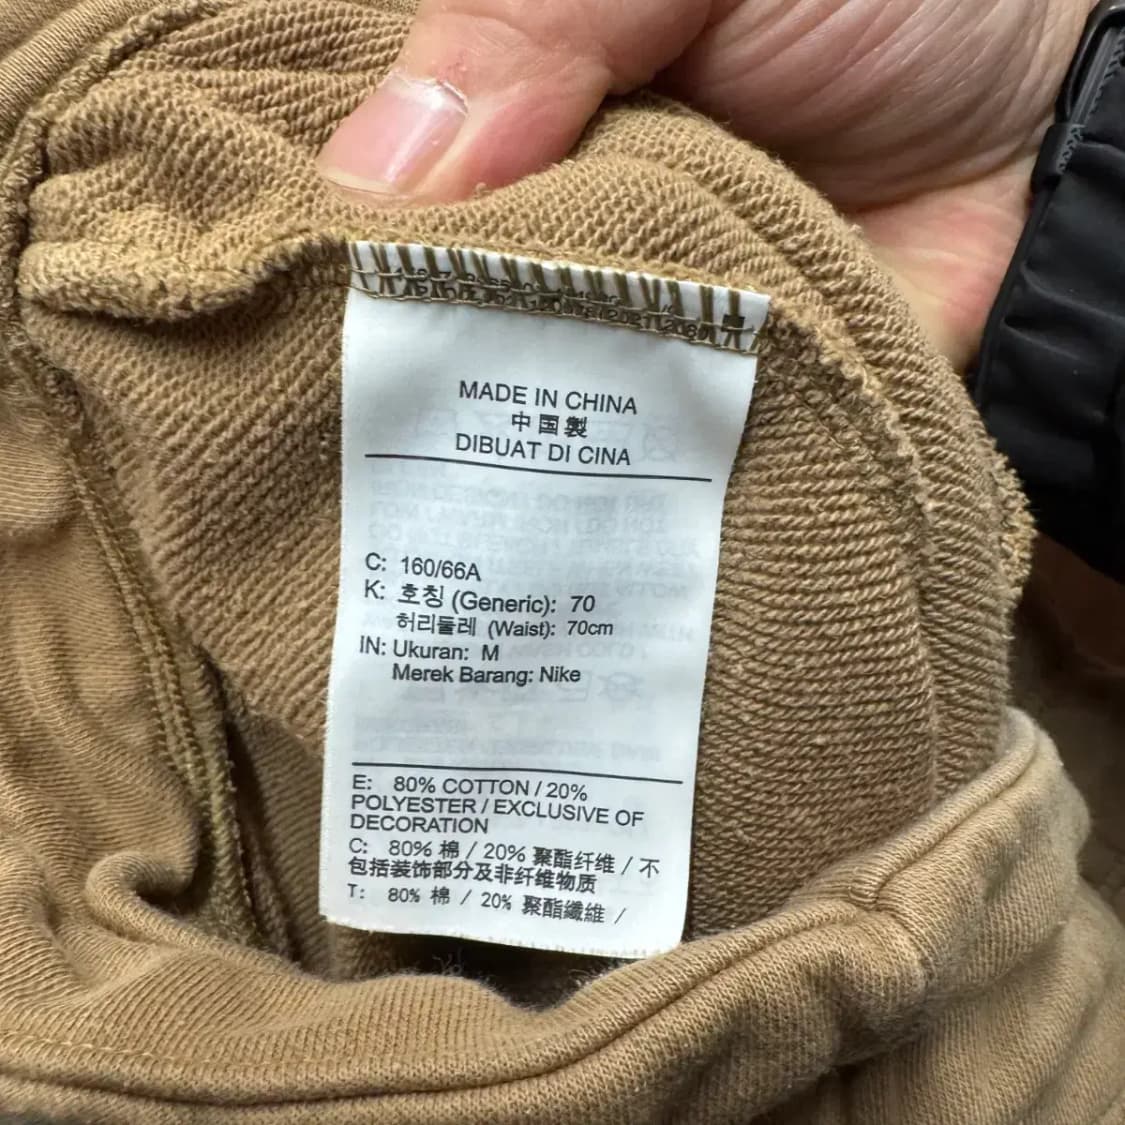 MADE IN CHINA
中国製
DIBUAT DI CINA
C: 160/66A
K: 호칭 (Generic): 70
허리둘레 (Waist): 70cm
IN: Ukuran: M
Merek Barang: Nike
E: 80% COTTON / 20%
POLYESTER / EXCLUSIVE OF
DECORATION
C: 80% 棉 / 20% 聚酯纤维 / 不
包括装饰部分及非纤维物质
T: 80% 棉 / 20% 聚酯纖維 /